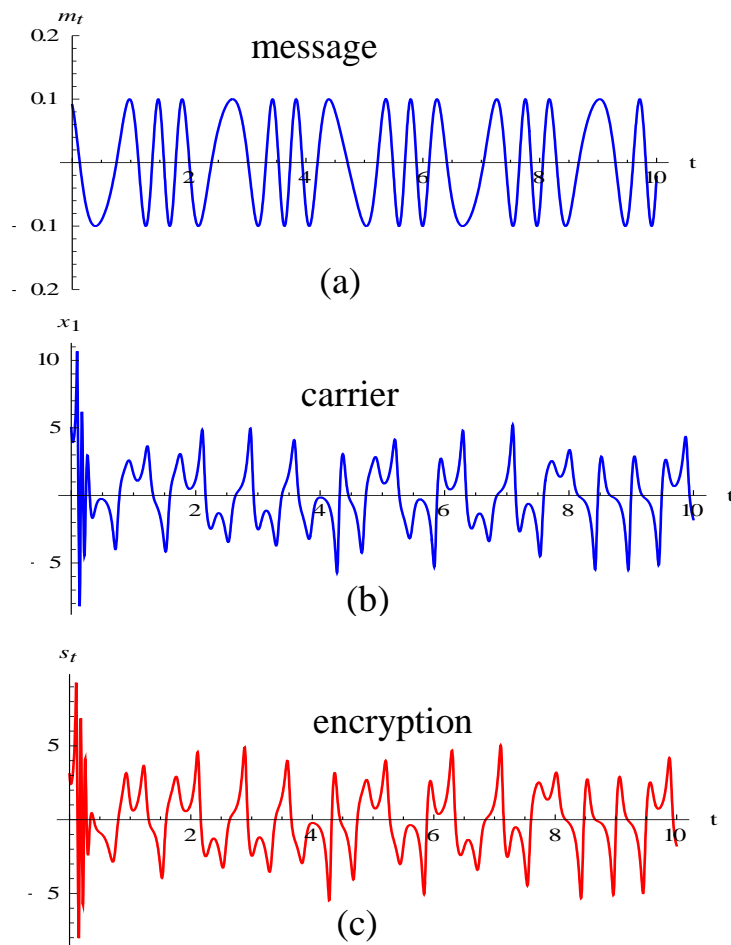 m_t
0.2
message
0.1
2 4 6 8 10 t
- 0.1
- 0.2
(a)
x_1
10
carrier
5
2 4 6 8 10 t
- 5
(b)
s_t
encryption
5
2 4 6 8 10 t
- 5
(c)